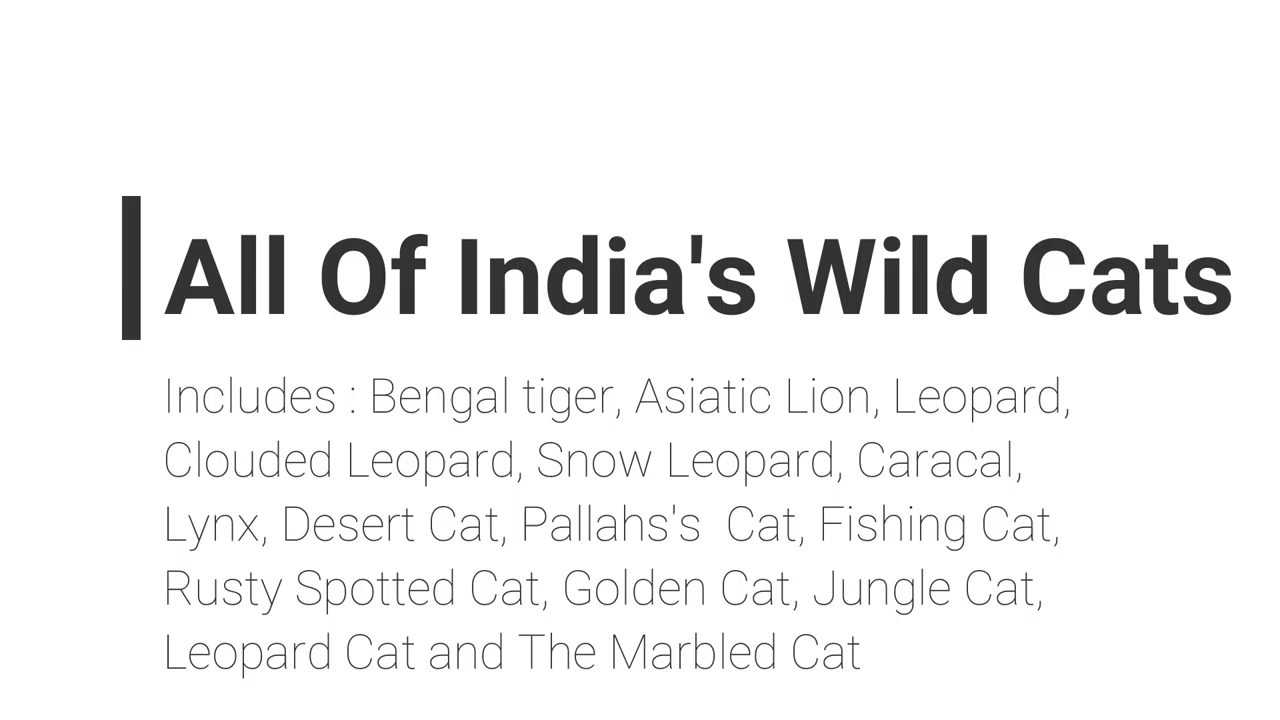 All Of India's Wild Cats
Includes : Bengal tiger, Asiatic Lion, Leopard,
Clouded Leopard, Snow Leopard, Caracal,
Lynx, Desert Cat, Pallahs's  Cat, Fishing Cat,
Rusty Spotted Cat, Golden Cat, Jungle Cat,
Leopard Cat and The Marbled Cat